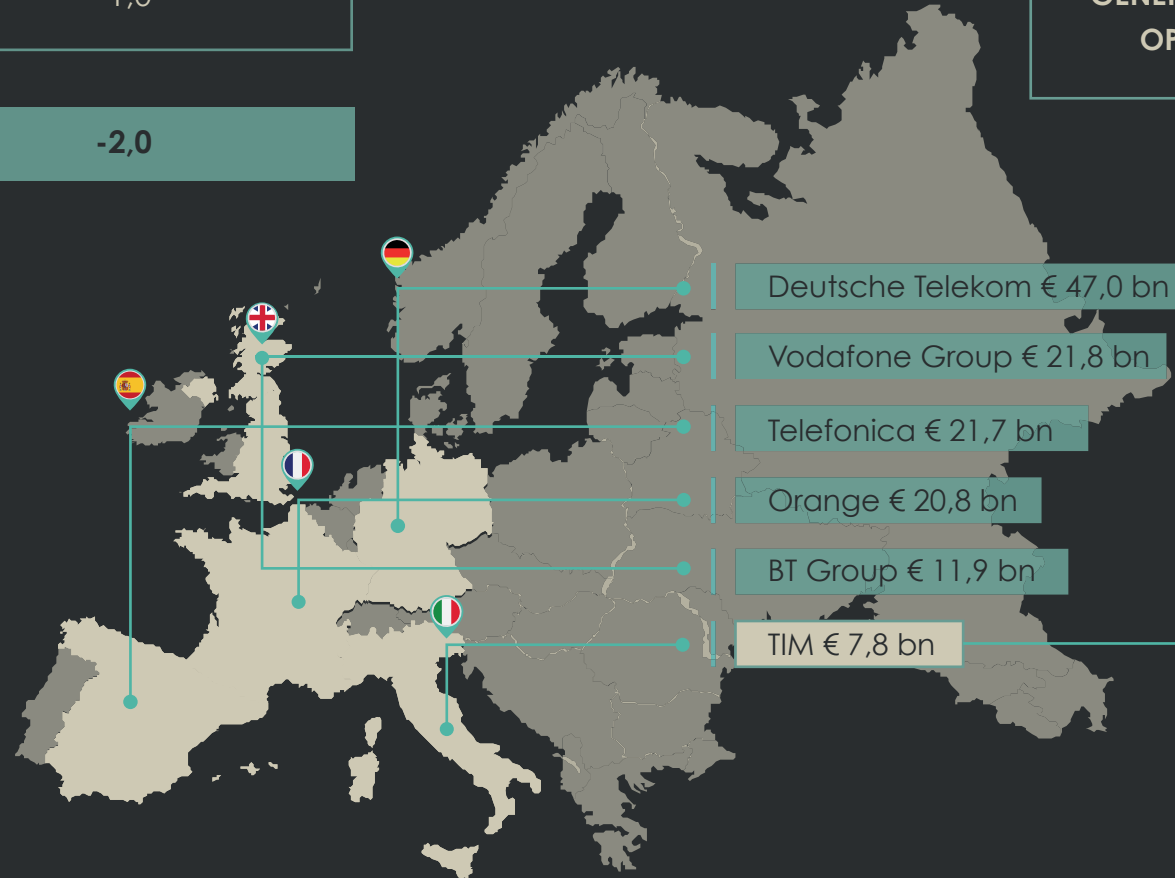 -2,0
Deutsche Telekom € 47,0 bn
Vodafone Group € 21,8 bn
Telefonica € 21,7 bn
Orange € 20,8 bn
BT Group € 11,9 bn
TIM € 7,8 bn